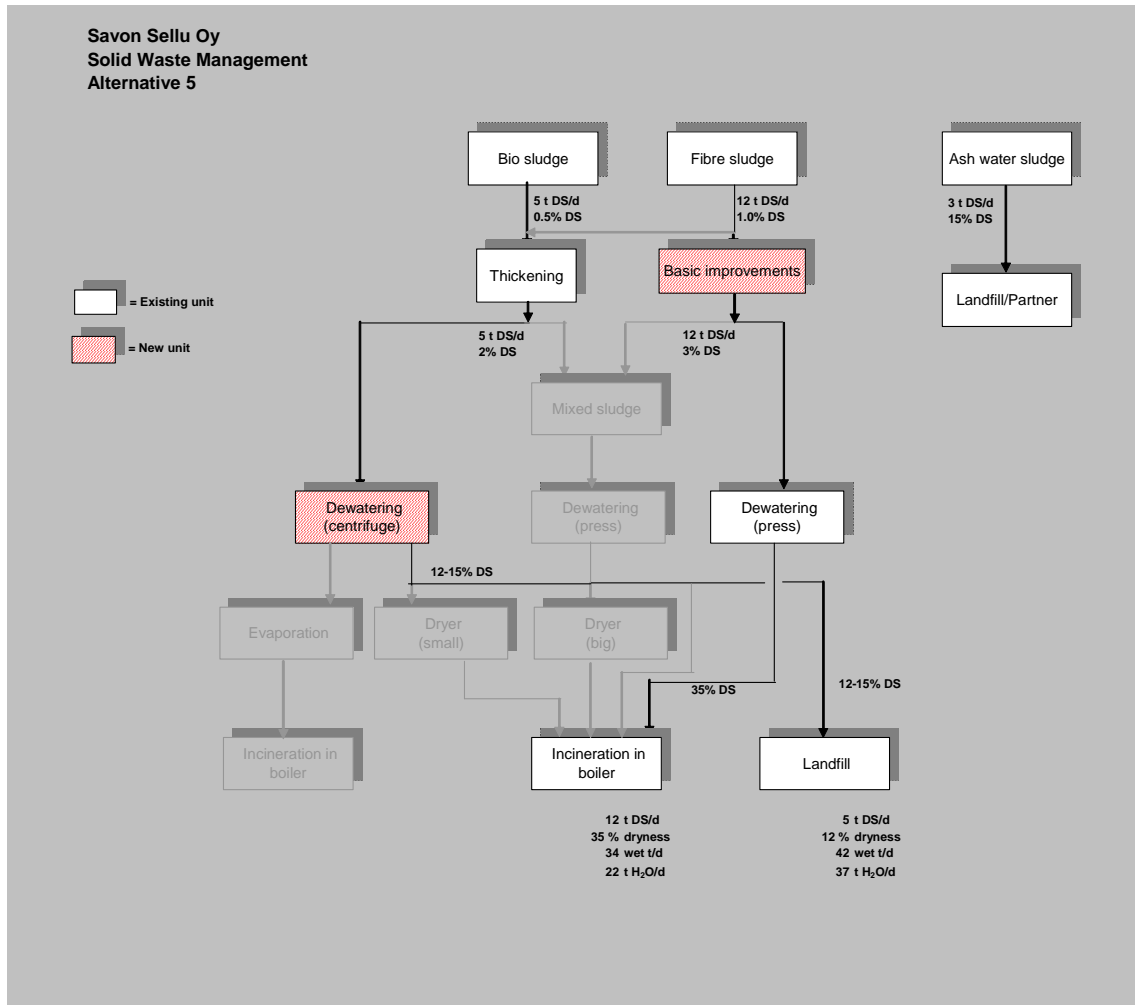 Savon Sellu Oy
Solid Waste Management
Alternative 5
Bio sludge
Fibre sludge
Ash water sludge
5 t DS/d
0.5% DS
12 t DS/d
1.0% DS
3 t DS/d
15% DS
Thickening
Basic improvements
Landfill/Partner
= Existing unit
= New unit
5 t DS/d
2% DS
12 t DS/d
3% DS
Mixed sludge
Dewatering
(centrifuge)
Dewatering
(press)
Dewatering
(press)
12-15% DS
Evaporation
Dryer
(small)
Dryer
(big)
35% DS
12-15% DS
Incineration in
boiler
Incineration in
boiler
Landfill
12 t DS/d
35 % dryness
34 wet t/d
22 t H₂O/d
5 t DS/d
12 % dryness
42 wet t/d
37 t H₂O/d